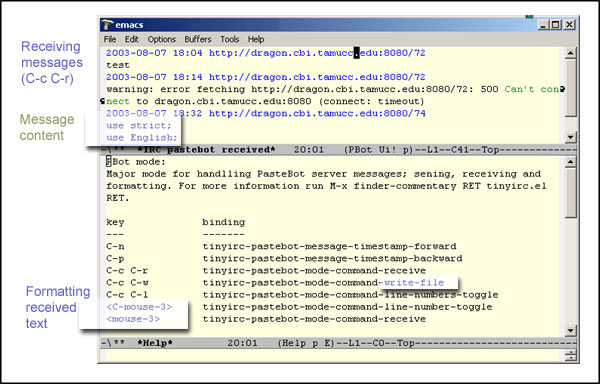 emacs
File Edit Options Buffers Tools Help
Receiving
messages
(C-c C-r)
2003-08-07 18:04 http://dragon.cbi.tamucc.edu:8080/72
test
2003-08-07 18:14 http://dragon.cbi.tamucc.edu:8080/72
warning: error fetching http://dragon.cbi.tamucc.edu:8080/72: 500 Can't con
nect to dragon.cbi.tamucc.edu:8080 (connect: timeout)
2003-08-07 18:32 http://dragon.cbi.tamucc.edu:8080/74
Message
content
use strict;
use English;
-\** *IRC pastebot received* 20:01 (PBot Ui! p)--L1--C41--Top
PBot mode:
Major mode for handlling PasteBot server messages; sening, receiving and
formatting. For more information run M-x finder-commentary RET tinyirc.el
RET.
key binding
--- -------
C-n tinyirc-pastebot-message-timestamp-forward
C-p tinyirc-pastebot-message-timestamp-backward
C-c C-r tinyirc-pastebot-mode-command-receive
C-c C-w tinyirc-pastebot-mode-command-write-file
C-c C-l tinyirc-pastebot-mode-command-line-numbers-toggle
Formatting
received
text
<C-mouse-3> tinyirc-pastebot-mode-command-line-number-toggle
<mouse-3> tinyirc-pastebot-mode-command-receive
-\** *Help* 20:01 (Help p E)--L1--C0--Top